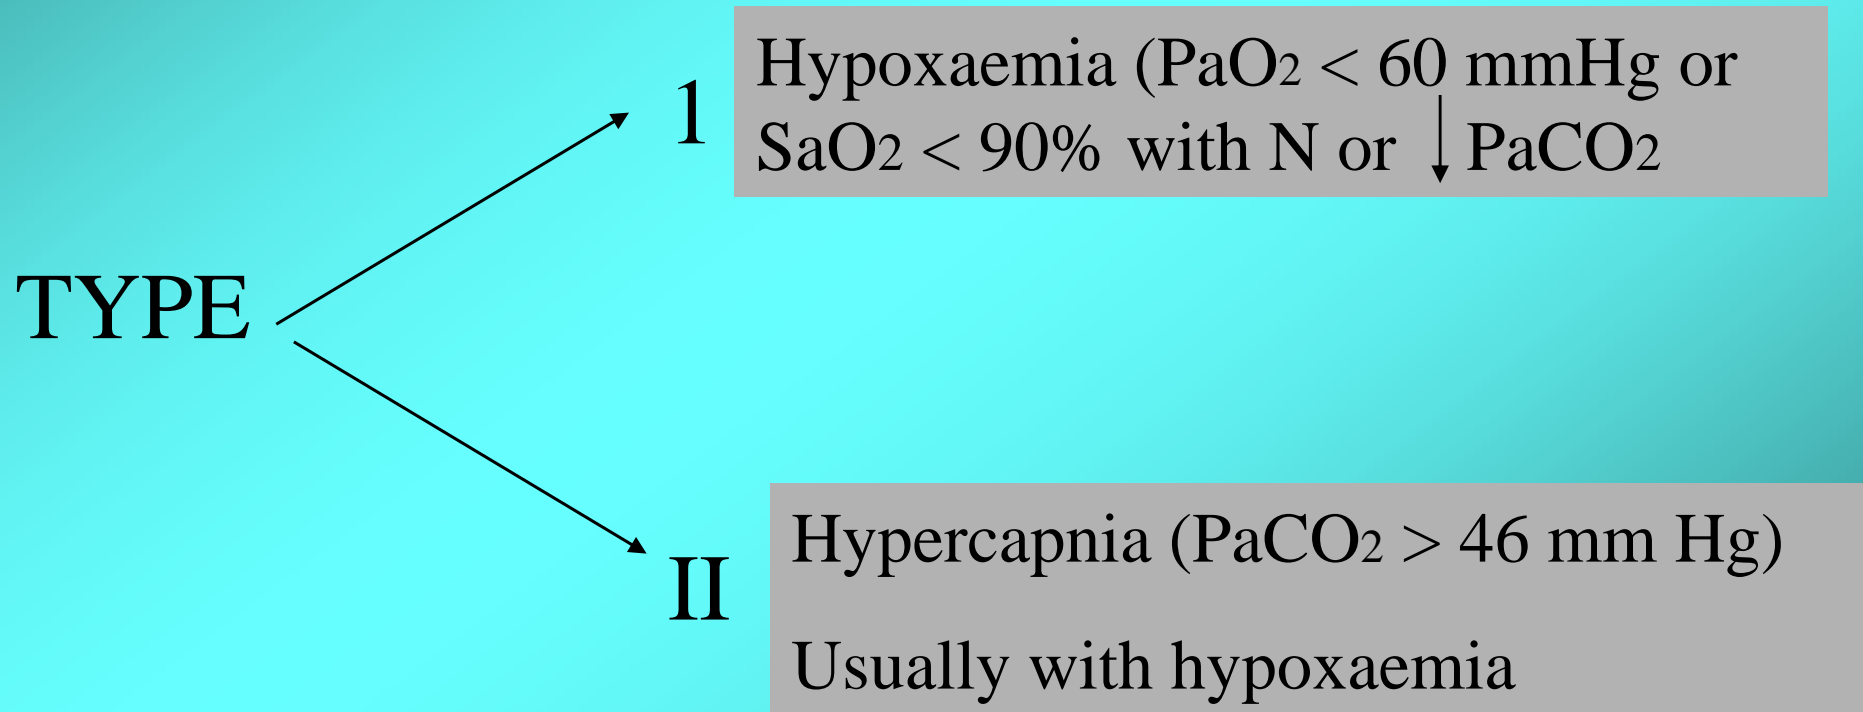 Hypoxaemia (PaO2 < 60 mmHg or
1
SaO2 < 90% with N or ↓ PaCO2
TYPE
Hypercapnia (PaCO2 > 46 mm Hg)
II
Usually with hypoxaemia